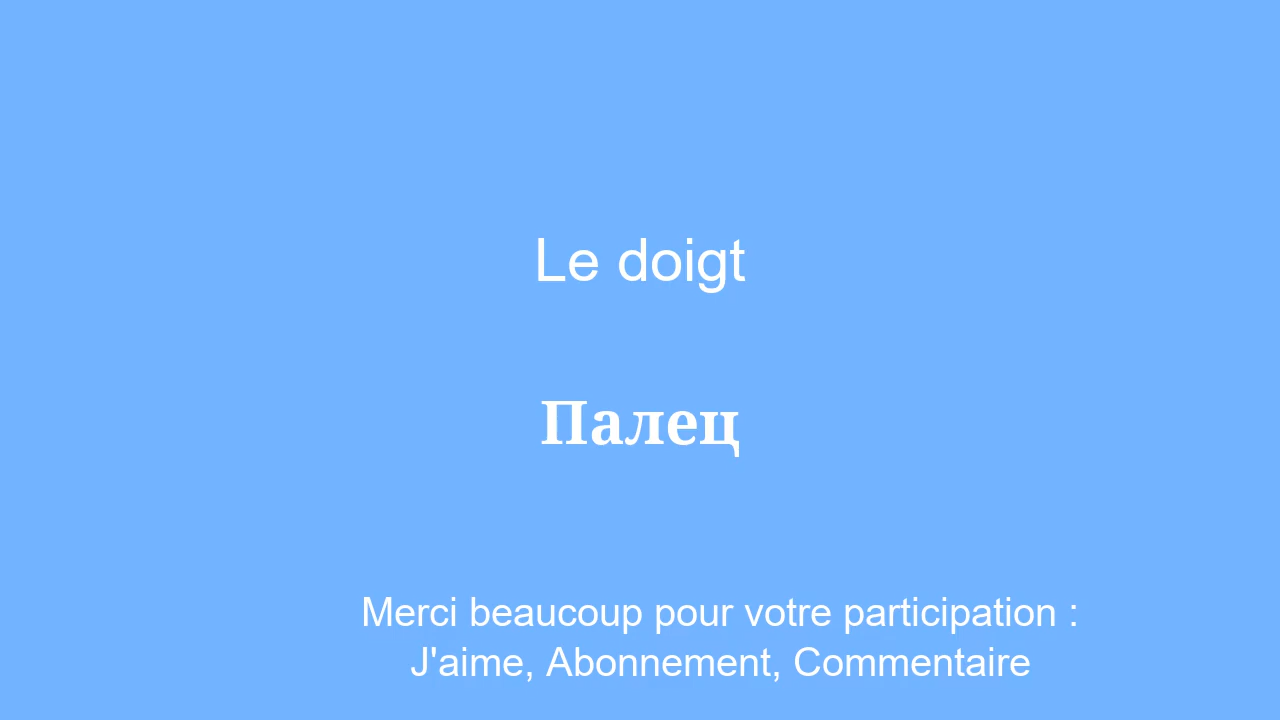 Le doigt
Палец
Merci beaucoup pour votre participation :
J'aime, Abonnement, Commentaire